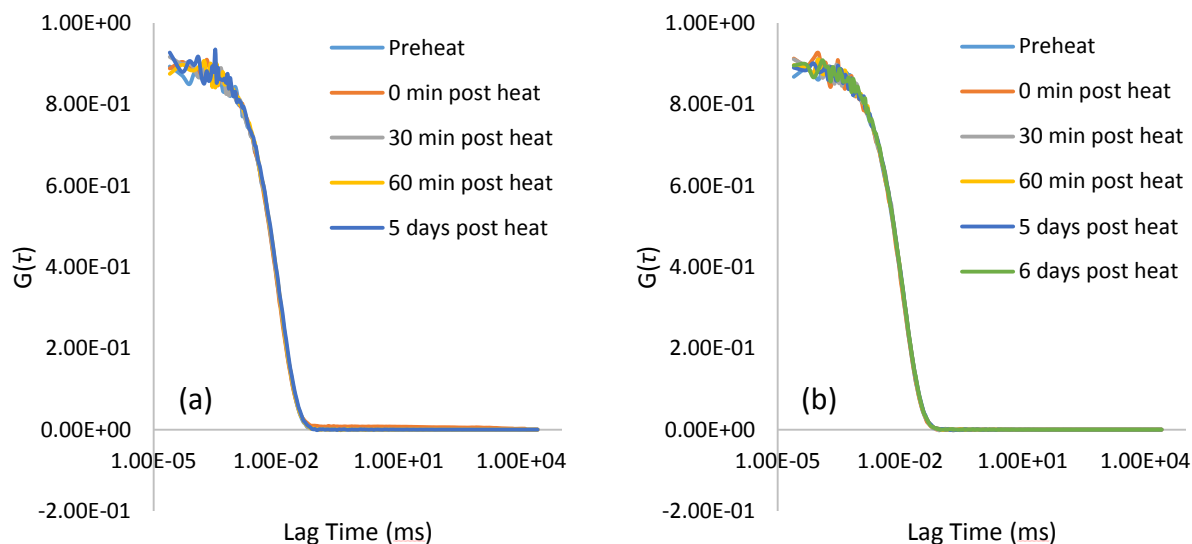 1.00E+00
8.00E-01
6.00E-01
4.00E-01
2.00E-01
0.00E+00
-2.00E-01
G(τ)
Preheat
0 min post heat
30 min post heat
60 min post heat
5 days post heat
(a)
1.00E-05 1.00E-02 1.00E+01 1.00E+04
Lag Time (ms)
1.00E+00
8.00E-01
6.00E-01
4.00E-01
2.00E-01
0.00E+00
-2.00E-01
G(τ)
Preheat
0 min post heat
30 min post heat
60 min post heat
5 days post heat
6 days post heat
(b)
1.00E-05 1.00E-02 1.00E+01 1.00E+04
Lag Time (ms)